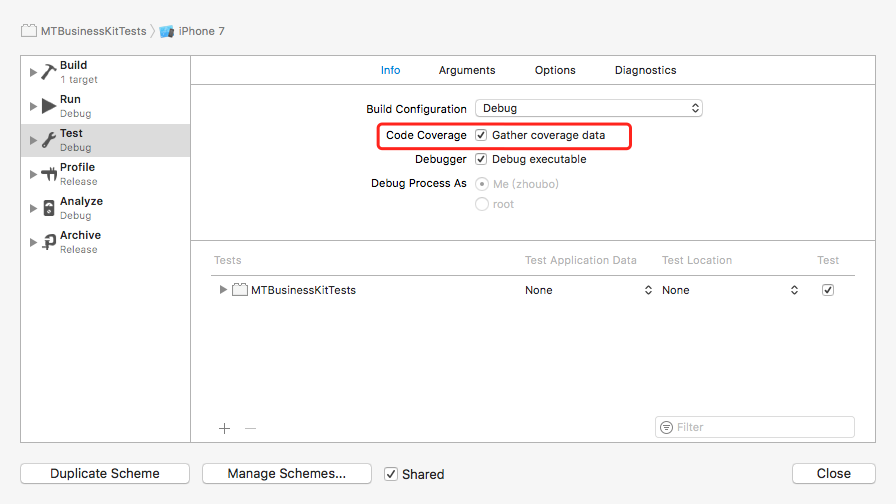 MTBusinessKitTests iPhone 7
Build
1 target
Run
Debug
Test
Debug
Profile
Release
Analyze
Debug
Archive
Release
Info Arguments Options Diagnostics
Build Configuration Debug
Code Coverage Gather coverage data
Debugger Debug executable
Debug Process As Me (zhoubo)
root
Tests Test Application Data Test Location Test
MTBusinessKitTests None None
Filter
Duplicate Scheme Manage Schemes... Shared Close